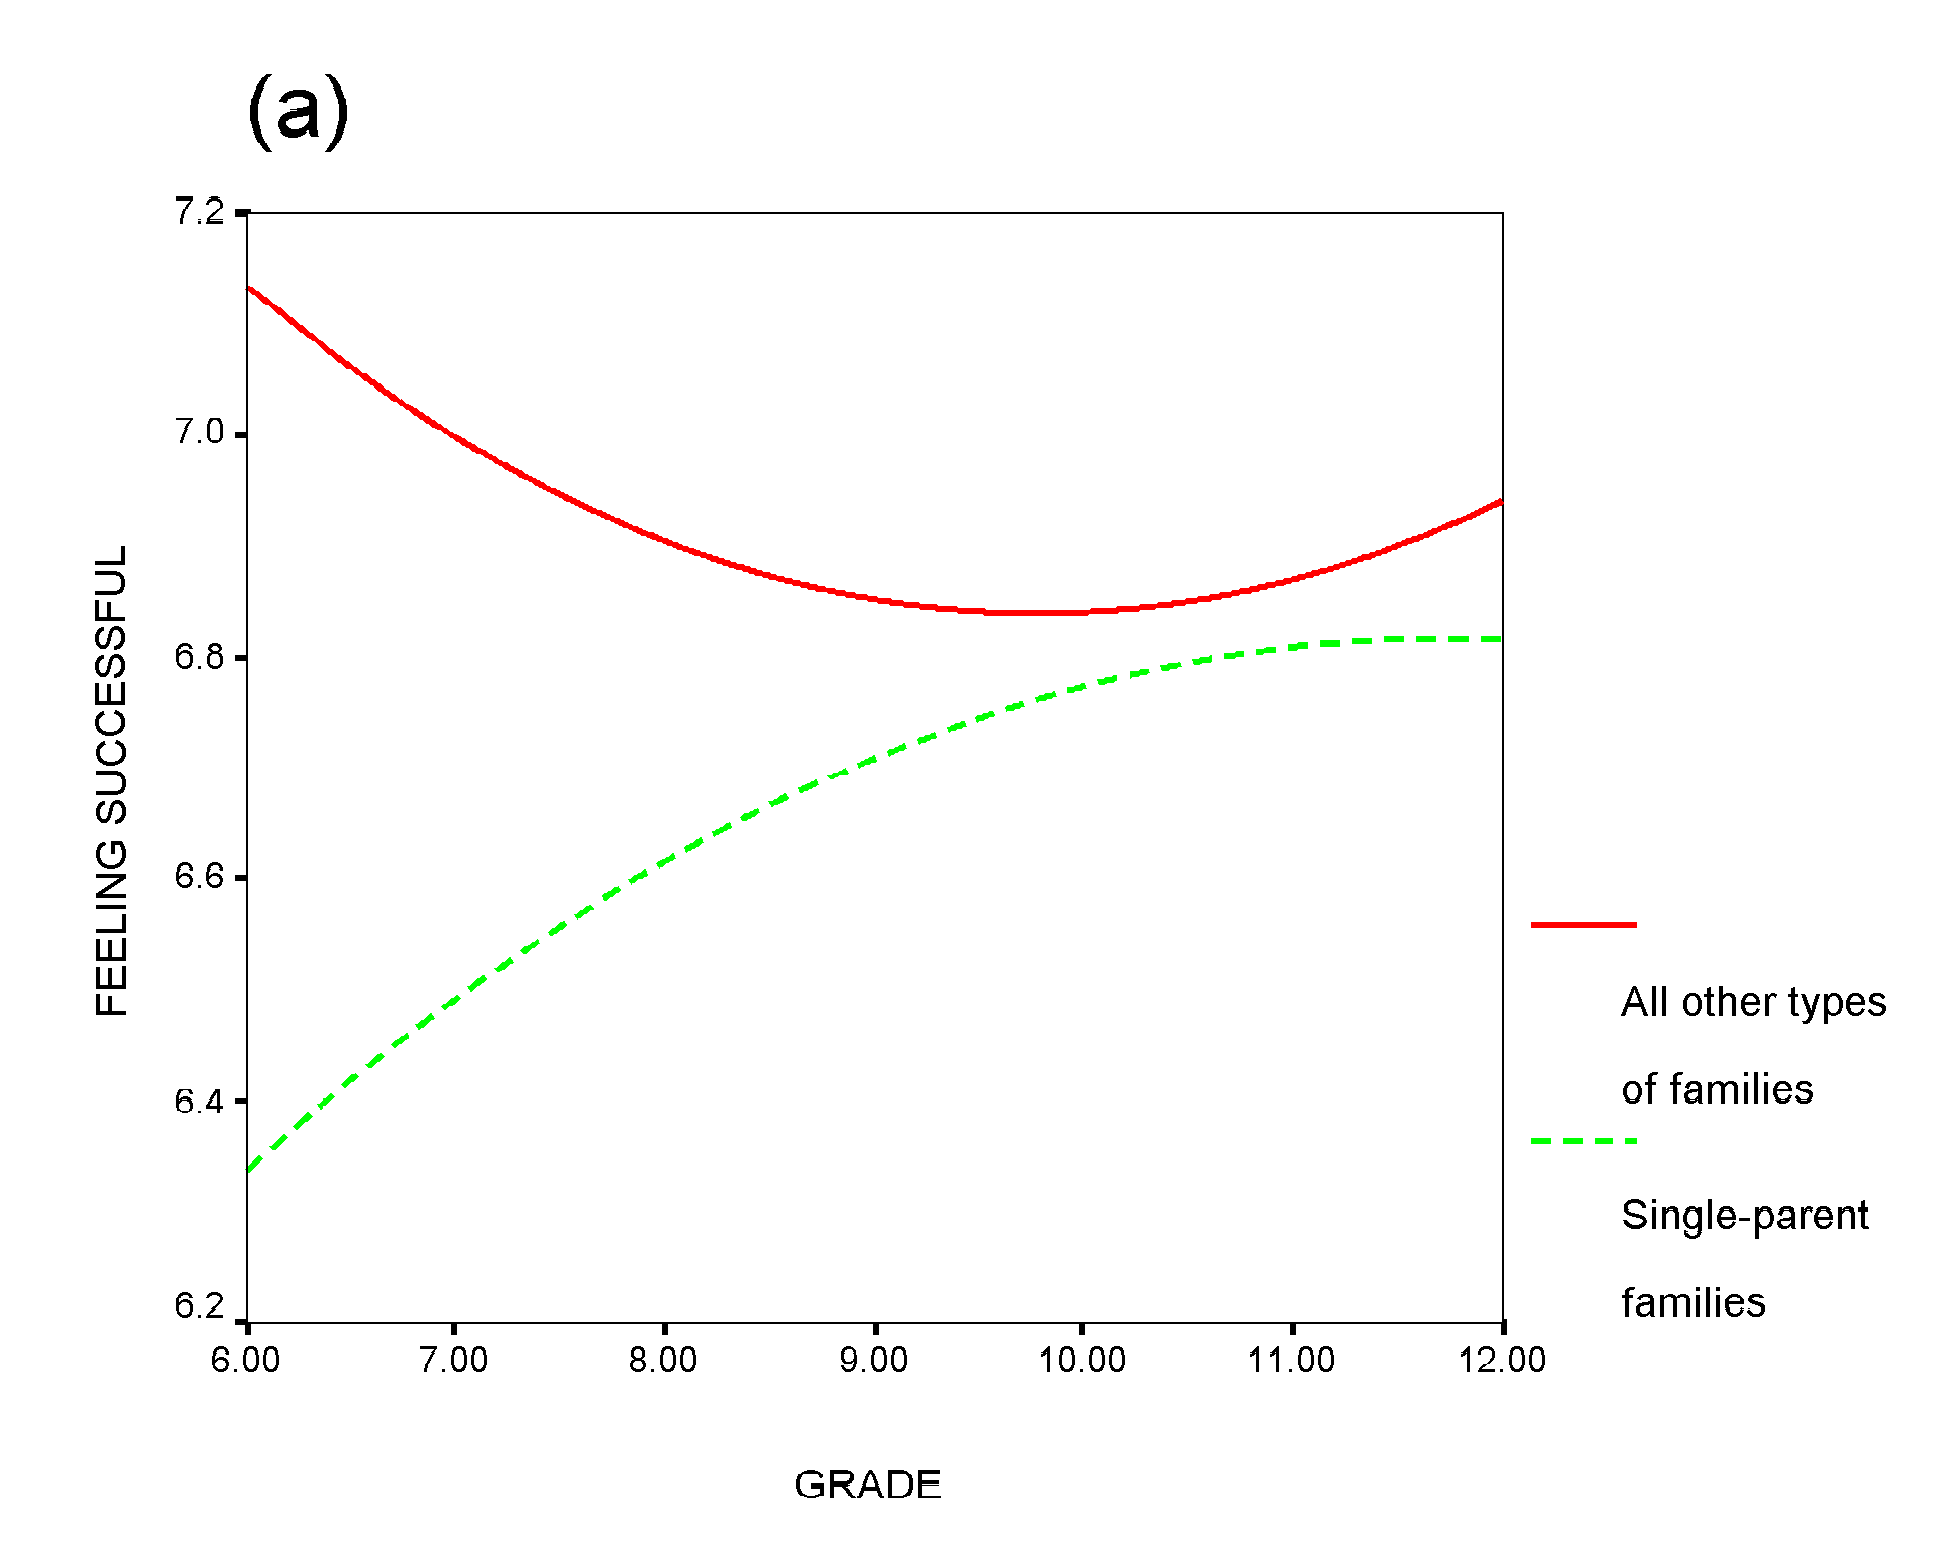 (a)
7.2
7.0
6.8
6.6
6.4
6.2
FEELING SUCCESSFUL
6.00 7.00 8.00 9.00 10.00 11.00 12.00
GRADE
All other types
of families
Single-parent
families